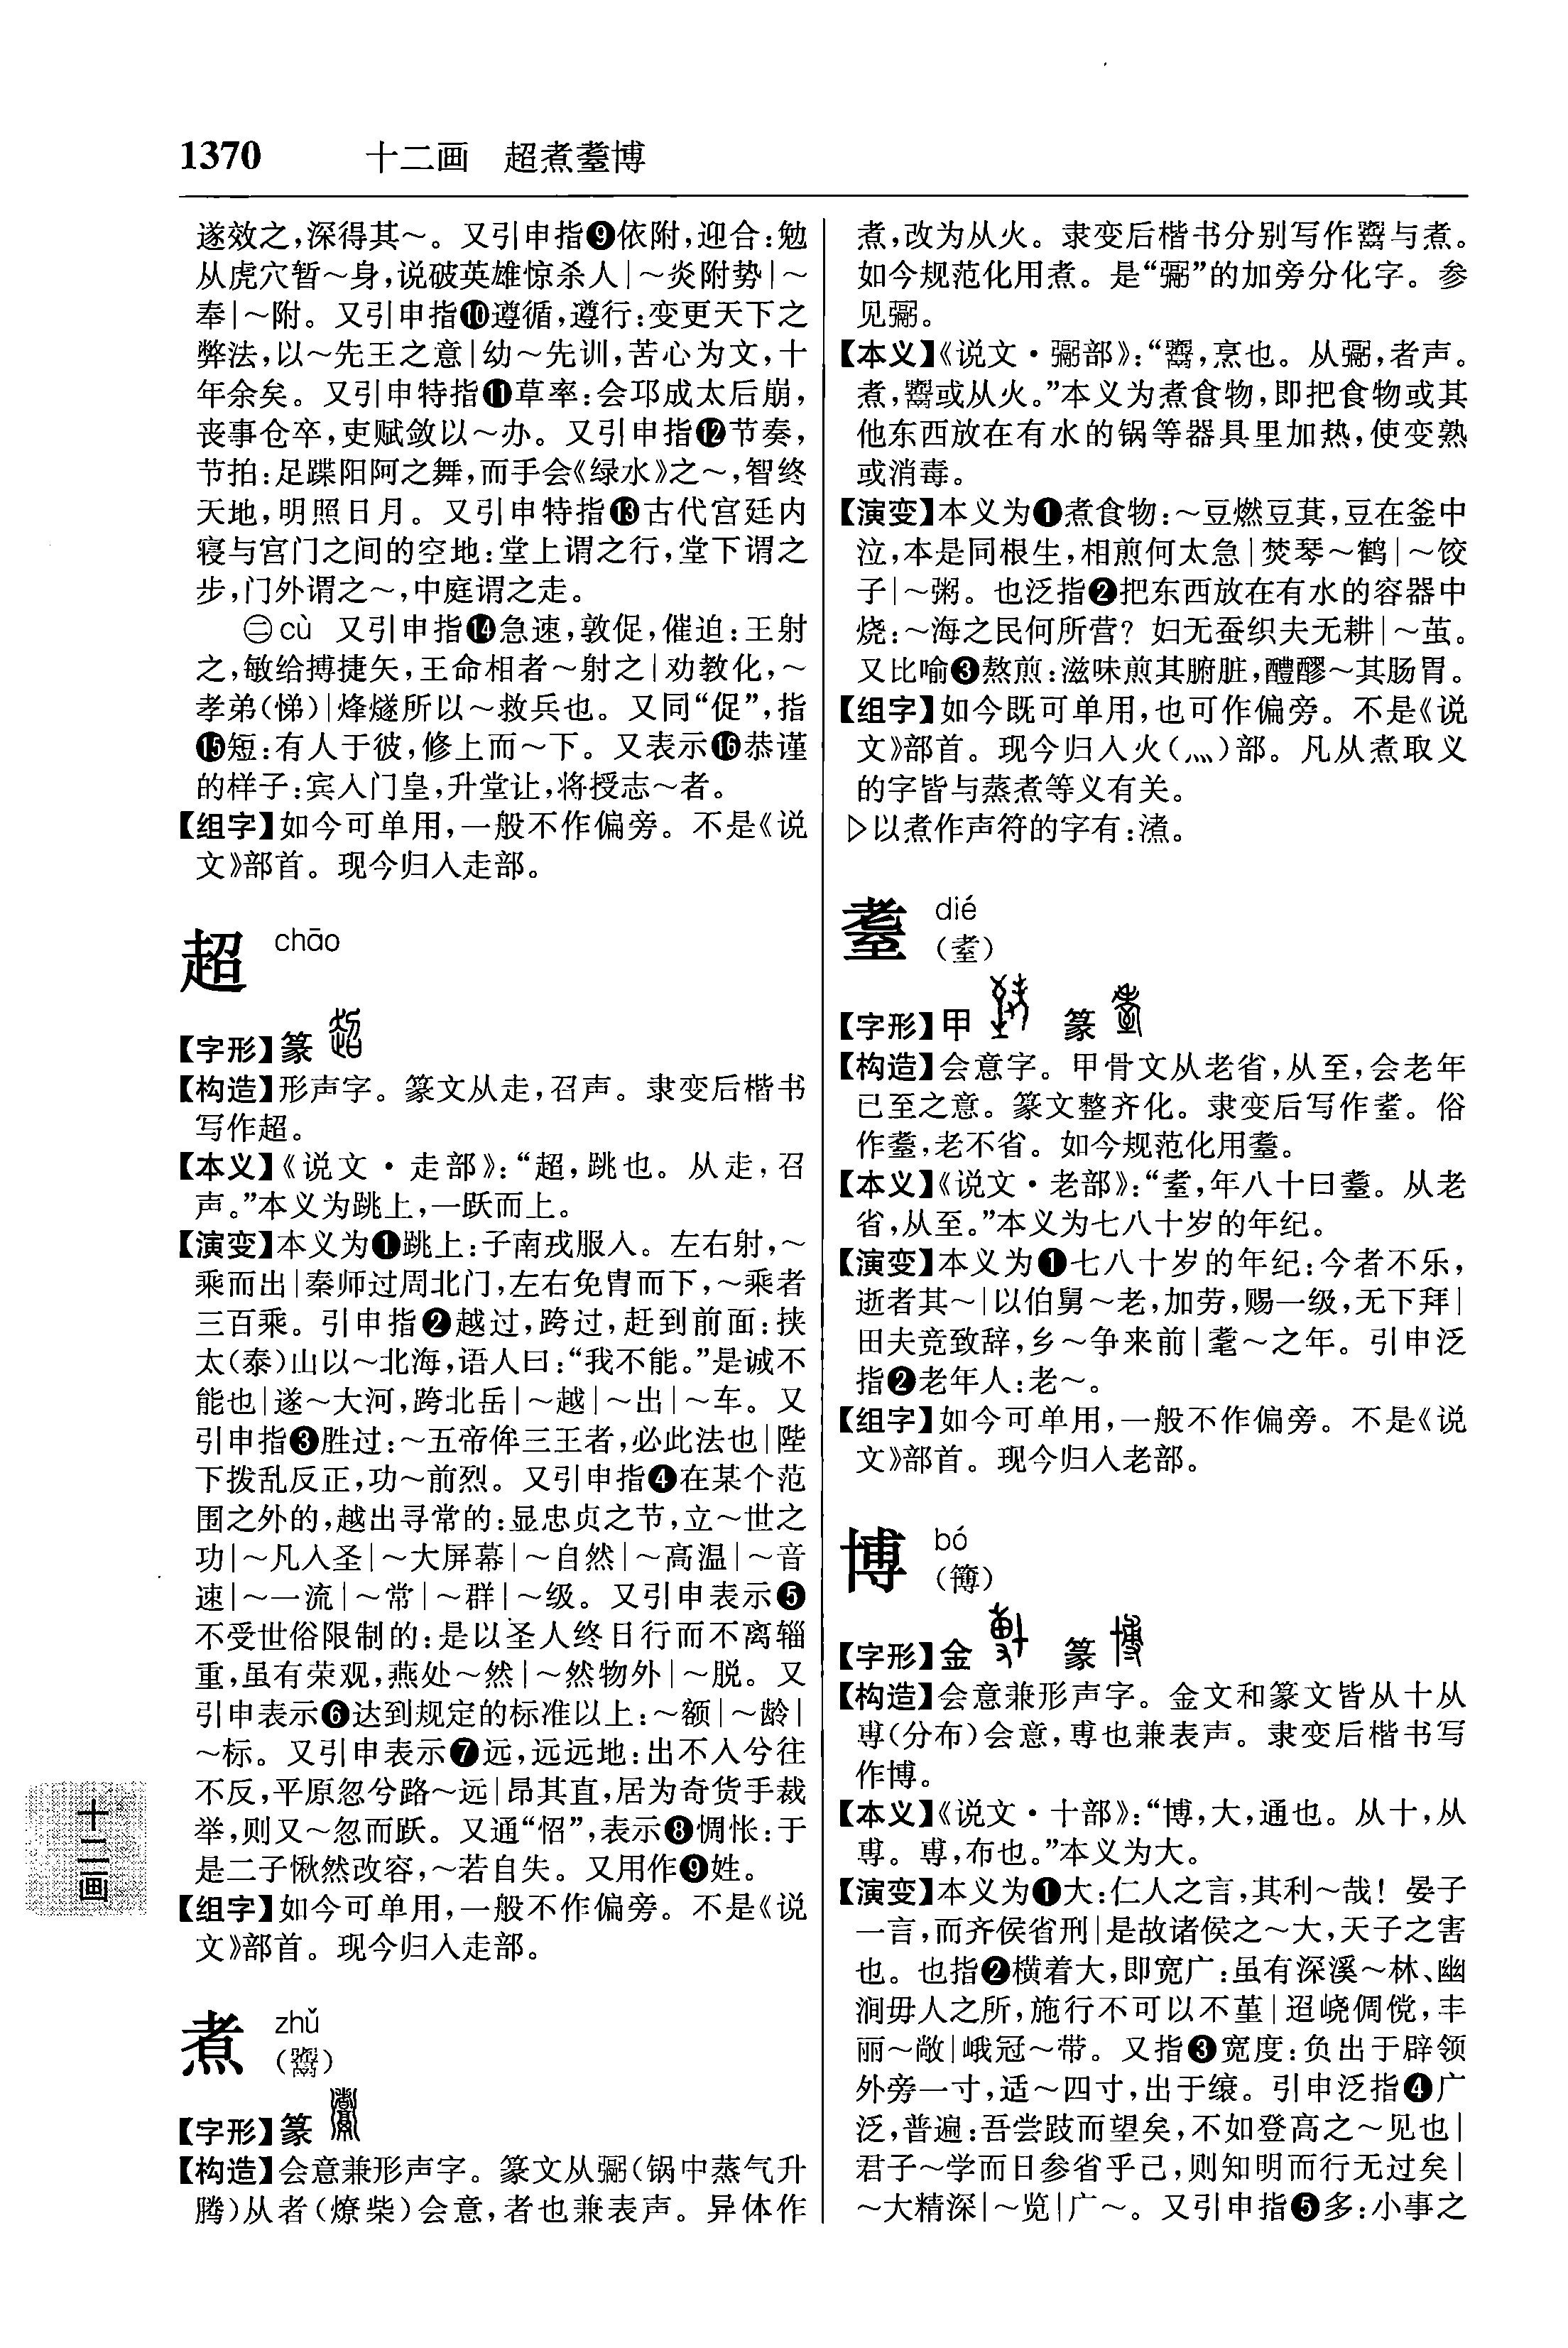 1370 十二画 超煮耋博
遂效之,深得其～。又引申指❾依附,迎合:勉
从虎穴暂～身,说破英雄惊杀人|～炎附势|～
奉|～附。又引申指❿遵循,遵行:变更天下之
弊法,以～先王之意|幼～先训,苦心为文,十
年余矣。又引申特指⓫草率:会邛成太后崩,
丧事仓卒,吏赋敛以～办。又引申指⓬节奏,
节拍:足蹀阳阿之舞,而手会《绿水》之～,智终
天地,明照日月。又引申特指⓭古代宫廷内
寝与宫门之间的空地:堂上谓之行,堂下谓之
步,门外谓之～,中庭谓之走。
㊁cù 又引申指⓮急速,敦促,催迫:王射
之,敏给搏捷矢,王命相者～射之|劝教化,～
孝弟(悌)|烽燧所以～救兵也。又同“促”,指
⓯短:有人于彼,修上而～下。又表示⓰恭谨
的样子:宾入门皇,升堂让,将授志～者。
【组字】如今可单用,一般不作偏旁。不是《说
文》部首。现今归入走部。
超 chāo
【字形】篆
【构造】形声字。篆文从走,召声。隶变后楷书
写作超。
【本义】《说文·走部》:“超,跳也。从走,召
声。”本义为跳上,一跃而上。
【演变】本义为❶跳上:子南戎服入。左右射,～
乘而出|秦师过周北门,左右免胄而下,～乘者
三百乘。引申指❷越过,跨过,赶到前面:挟
太(泰)山以～北海,语人曰:“我不能。”是诚不
能也|遂～大河,跨北岳|～越|～出|～车。又
引申指❸胜过:～五帝侔三王者,必此法也|陛
下拨乱反正,功～前烈。又引申指❹在某个范
围之外的,越出寻常的:显忠贞之节,立～世之
功|～凡入圣|～大屏幕|～自然|～高温|～音
速|～一流|～常|～群|～级。又引申表示❺
不受世俗限制的:是以圣人终日行而不离辎
重,虽有荣观,燕处～然|～然物外|～脱。又
引申表示❻达到规定的标准以上:～额|～龄|
～标。又引申表示❼远,远远地:出不入兮往
不反,平原忽兮路～远|昂其直,居为奇货手裁
举,则又～忽而跃。又通“怊”,表示❽惆怅:于
是二子愀然改容,～若自失。又用作❾姓。
【组字】如今可单用,一般不作偏旁。不是《说
文》部首。现今归入走部。
煮 zhǔ
(鬻)
【字形】篆
【构造】会意兼形声字。篆文从䰜(锅中蒸气升
腾)从者(燎柴)会意,者也兼表声。异体作
十二画
煮,改为从火。隶变后楷书分别写作䰞与煮。
如今规范化用煮。是“䰜”的加旁分化字。参
见䰜。
【本义】《说文·䰜部》:“䰞,烹也。从䰜,者声。
煮,䰞或从火。”本义为煮食物,即把食物或其
他东西放在有水的锅等器具里加热,使变熟
或消毒。
【演变】本义为❶煮食物:～豆燃豆萁,豆在釜中
泣,本是同根生,相煎何太急|焚琴～鹤|～饺
子|～粥。也泛指❷把东西放在有水的容器中
烧:～海之民何所营?妇无蚕织夫无耕|～茧。
又比喻❸熬煎:滋味煎其腑脏,醴醪～其肠胃。
【组字】如今既可单用,也可作偏旁。不是《说
文》部首。现今归入火(灬)部。凡从煮取义
的字皆与蒸煮等义有关。
▷以煮作声符的字有:渚。
耋 dié
(耊)
【字形】甲 篆
【构造】会意字。甲骨文从老省,从至,会老年
已至之意。篆文整齐化。隶变后写作耊。俗
作耋,老不省。如今规范化用耋。
【本义】《说文·老部》:“耊,年八十曰耋。从老
省,从至。”本义为七八十岁的年纪。
【演变】本义为❶七八十岁的年纪:今者不乐,
逝者其～|以伯舅～老,加劳,赐一级,无下拜|
田夫竞致辞,乡～争来前|耄～之年。引申泛
指❷老年人:老～。
【组字】如今可单用,一般不作偏旁。不是《说
文》部首。现今归入老部。
博 bó
(簙)
【字形】金 篆
【构造】会意兼形声字。金文和篆文皆从十从
尃(分布)会意,尃也兼表声。隶变后楷书写
作博。
【本义】《说文·十部》:“博,大,通也。从十,从
尃。尃,布也。”本义为大。
【演变】本义为❶大:仁人之言,其利～哉!晏子
一言,而齐侯省刑|是故诸侯之～大,天子之害
也。也指❷横着大,即宽广:虽有深溪～林、幽
涧毋人之所,施行不可以不堇|迢峣倜傥,丰
丽～敞|峨冠～带。又指❸宽度:负出于辟领
外旁一寸,适～四寸,出于缞。引申泛指❹广
泛,普遍:吾尝跂而望矣,不如登高之～见也|
君子～学而日参省乎己,则知明而行无过矣|
～大精深|～览|广～。又引申指❺多:小事之